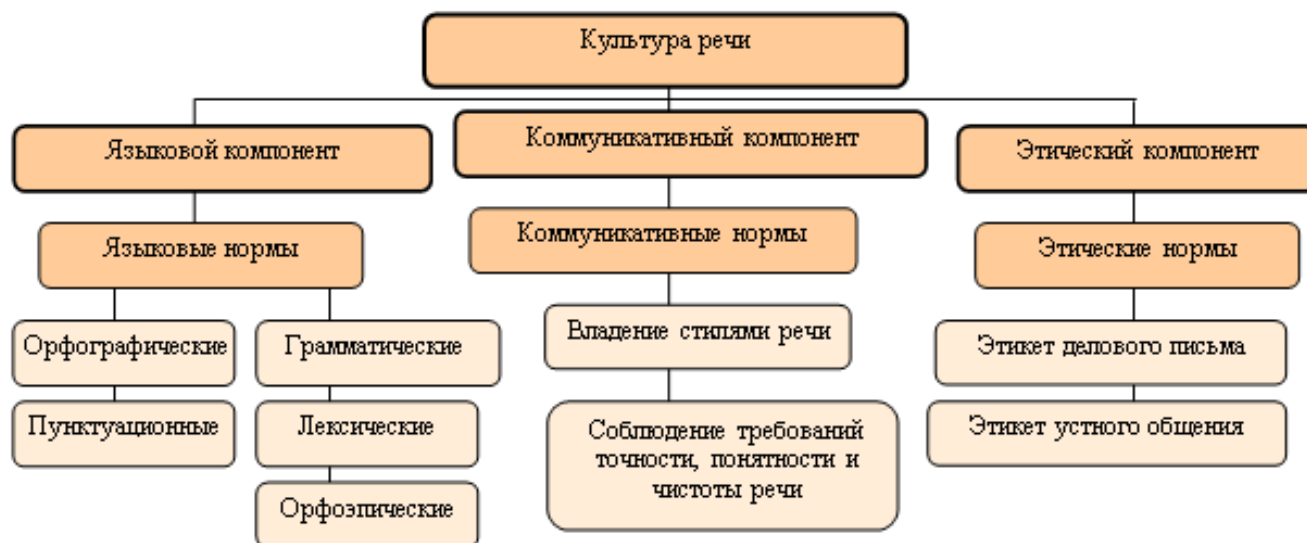 Культура речи
Языковой компонент
Коммуникативный компонент
Этический компонент
Языковые нормы
Коммуникативные нормы
Этические нормы
Орфографические
Грамматические
Владение стилями речи
Этикет делового письма
Пунктуационные
Лексические
Соблюдение требований
точности, понятности и
чистоты речи
Этикет устного общения
Орфоэпические